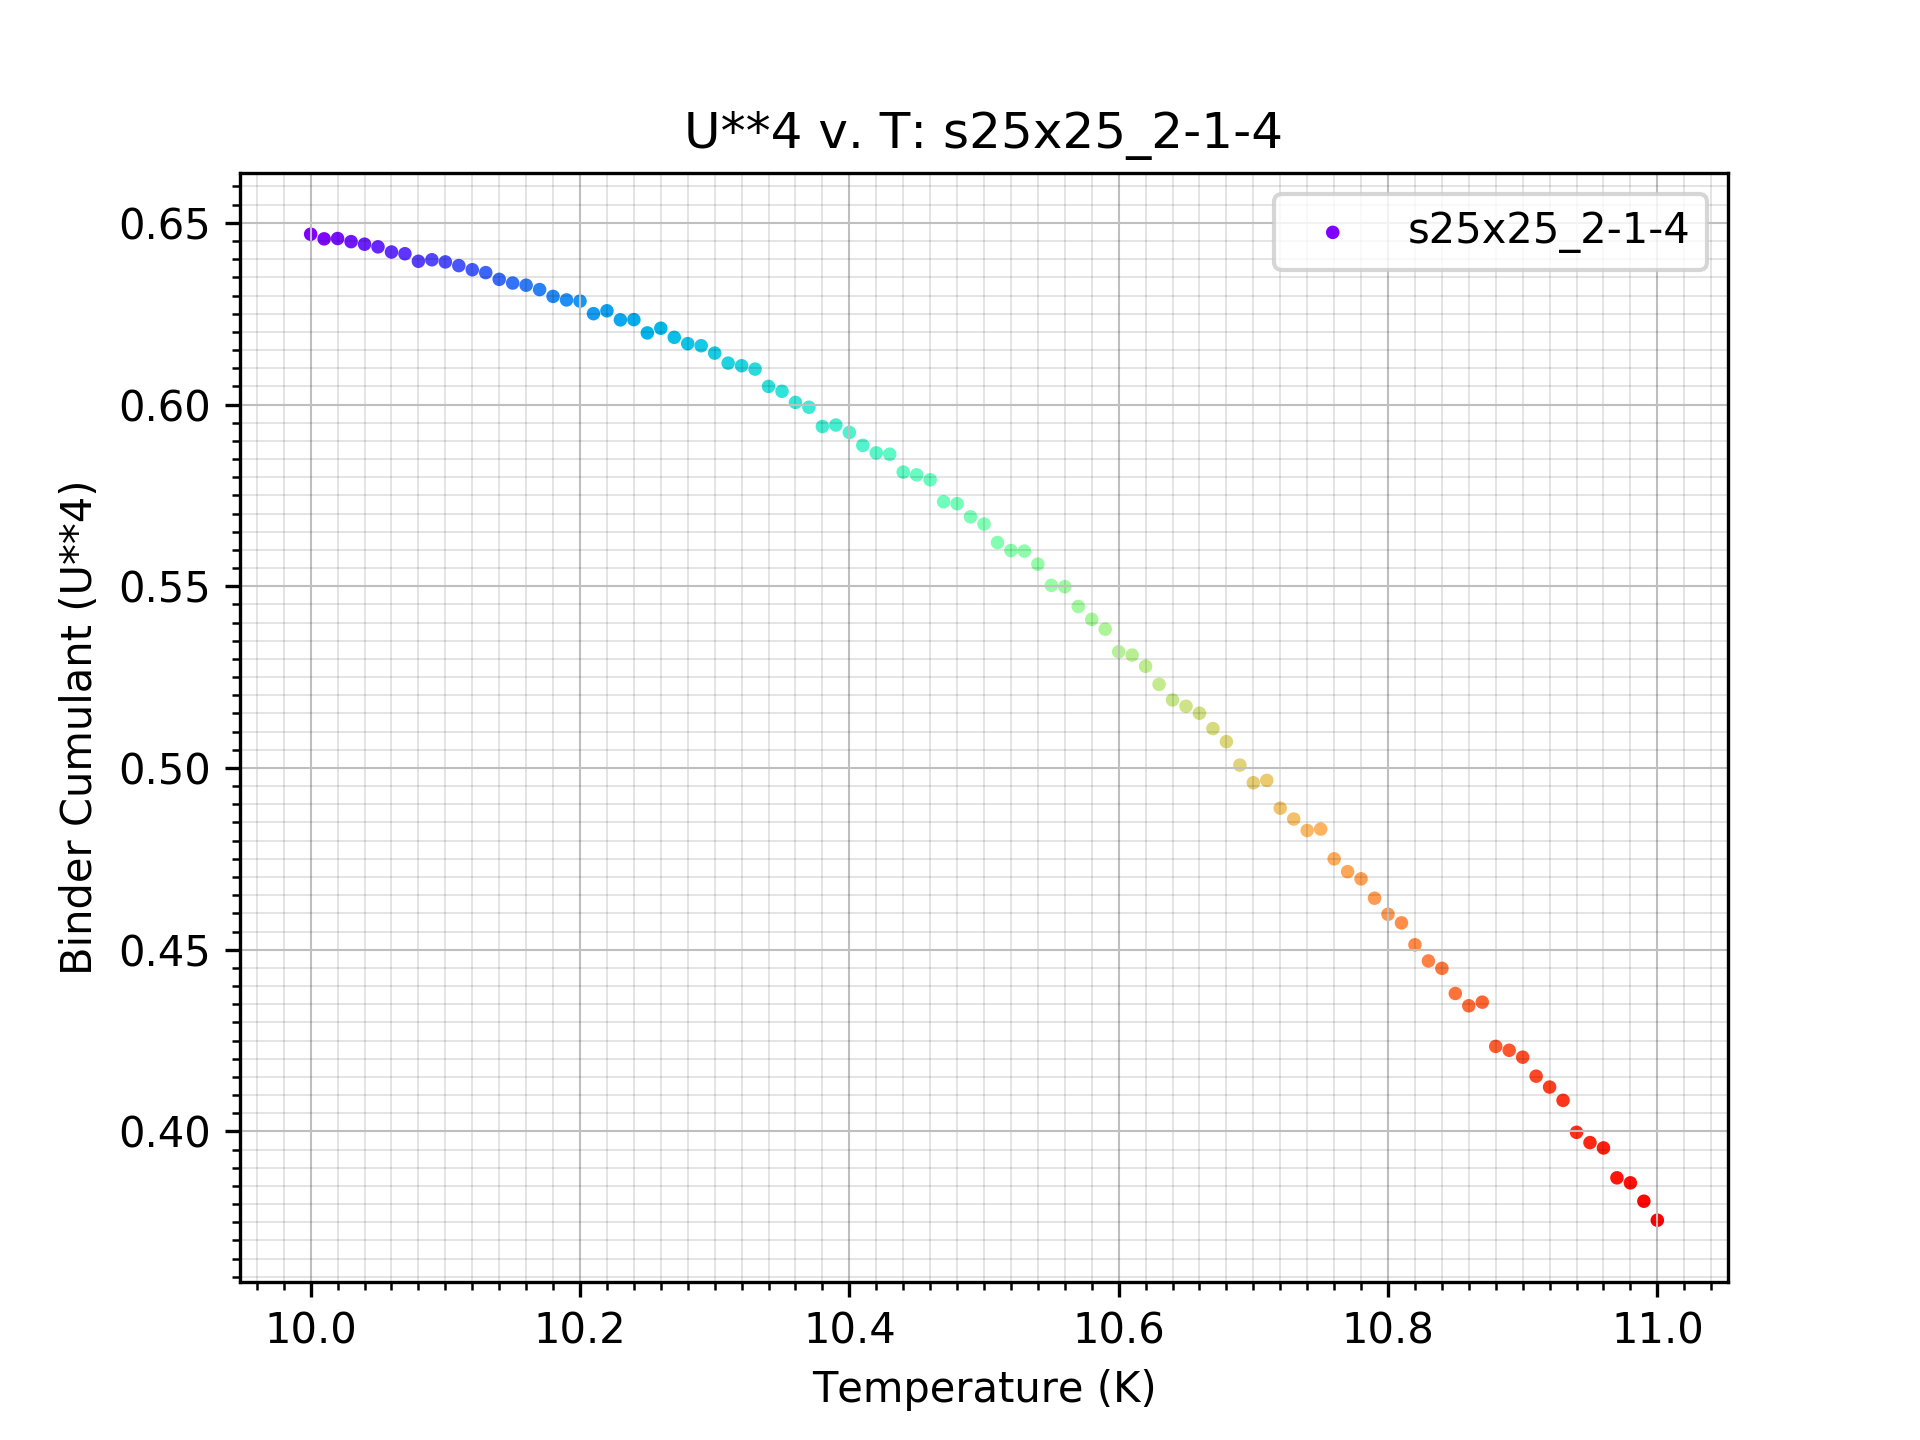 U**4 v. T: s25x25_2-1-4
s25x25_2-1-4
Binder Cumulant (U**4)
0.65
0.60
0.55
0.50
0.45
0.40
10.0 10.2 10.4 10.6 10.8 11.0
Temperature (K)